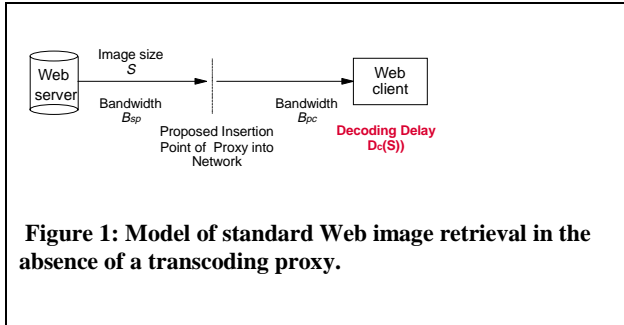 Image size
S
Web
server
Web
client
Bandwidth
Bsp
Bandwidth
Bpc
Proposed Insertion
Point of Proxy into
Network
Decoding Delay
Dc(S))
Figure 1: Model of standard Web image retrieval in the
absence of a transcoding proxy.